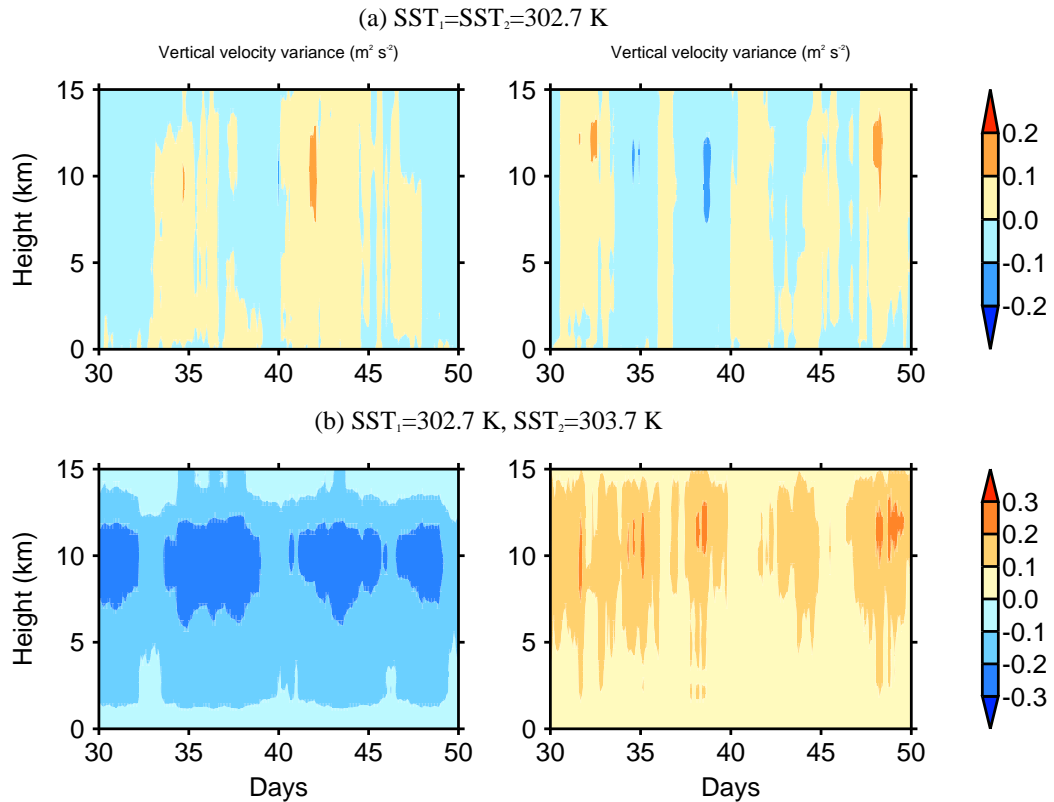 (a) SST₁=SST₂=302.7 K
Vertical velocity variance (m² s⁻²)
Vertical velocity variance (m² s⁻²)
Height (km)
15
10
5
0
30 35 40 45 50
15
10
5
0
30 35 40 45 50
0.2
0.1
0.0
-0.1
-0.2
(b) SST₁=302.7 K, SST₂=303.7 K
Height (km)
15
10
5
0
30 35 40 45 50
Days
15
10
5
0
30 35 40 45 50
Days
0.3
0.2
0.1
0.0
-0.1
-0.2
-0.3